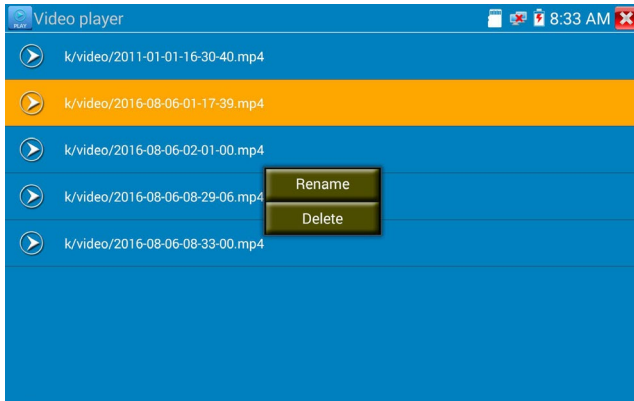 PLAY
Video player
8:33 AM
k/video/2011-01-01-16-30-40.mp4
k/video/2016-08-06-01-17-39.mp4
k/video/2016-08-06-02-01-00.mp4
k/video/2016-08-06-08-29-06.mp4
k/video/2016-08-06-08-33-00.mp4
Rename
Delete